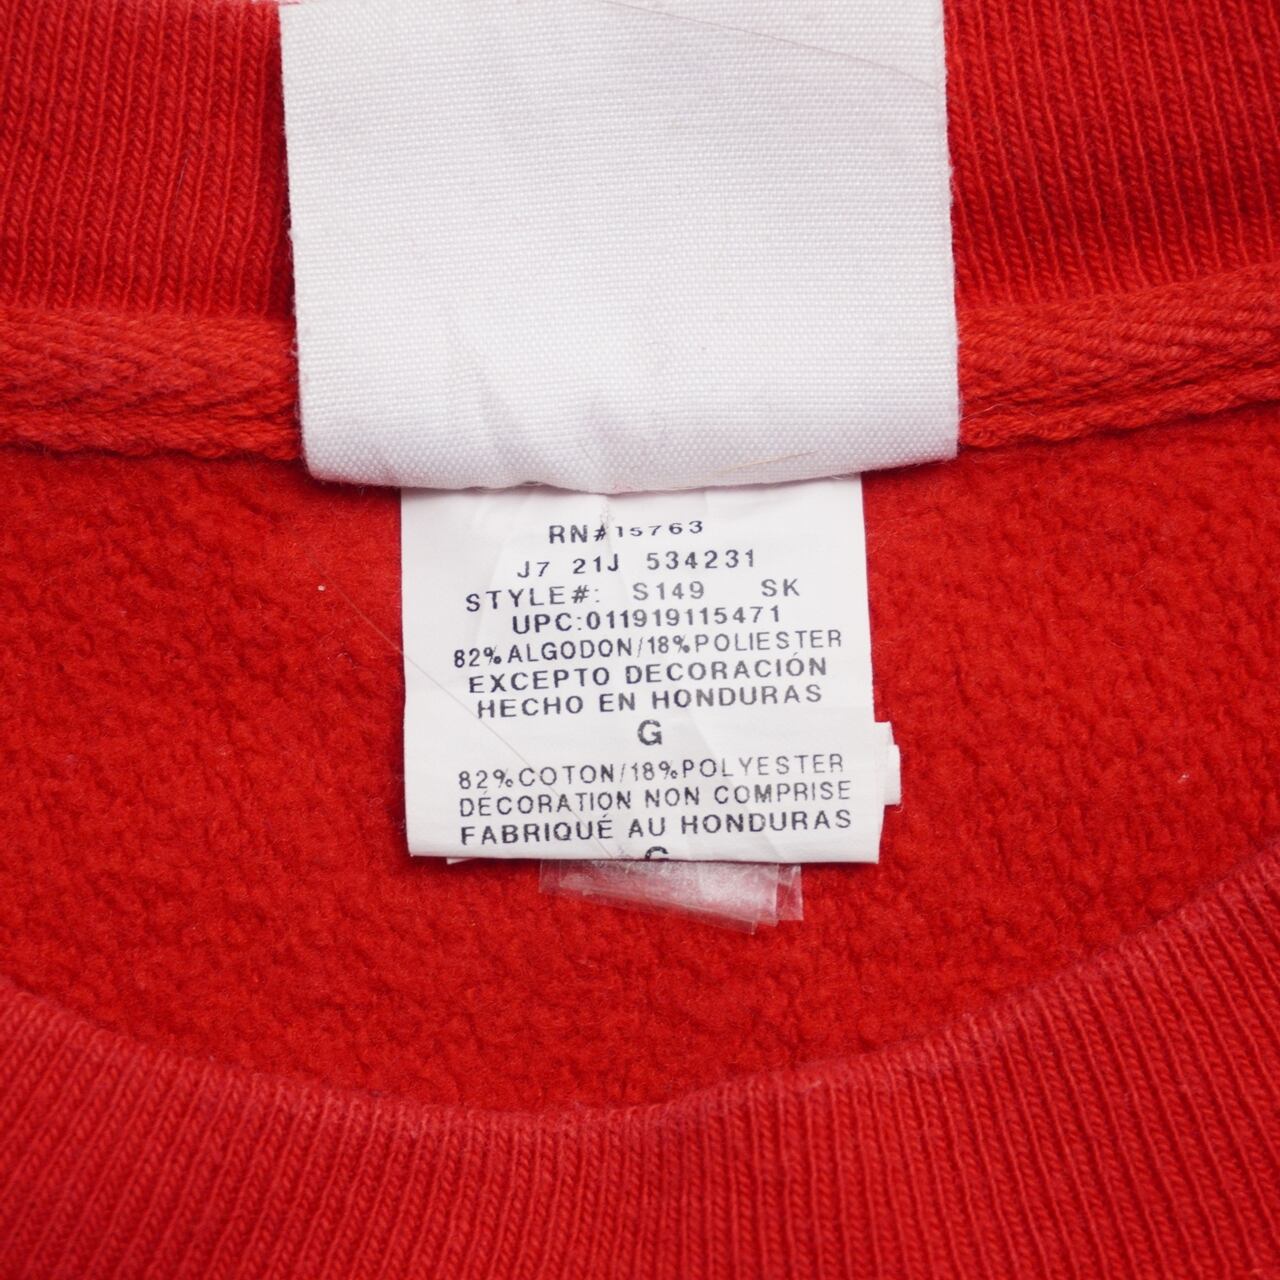 RN#15763
J7 21J 534231
STYLE#: S149 SK
UPC:011919115471
82%ALGODON/18%POLIESTER
EXCEPTO DECORACIÓN
HECHO EN HONDURAS
G
82%COTON/18%POLYESTER
DÉCORATION NON COMPRISE
FABRIQUÉ AU HONDURAS
G